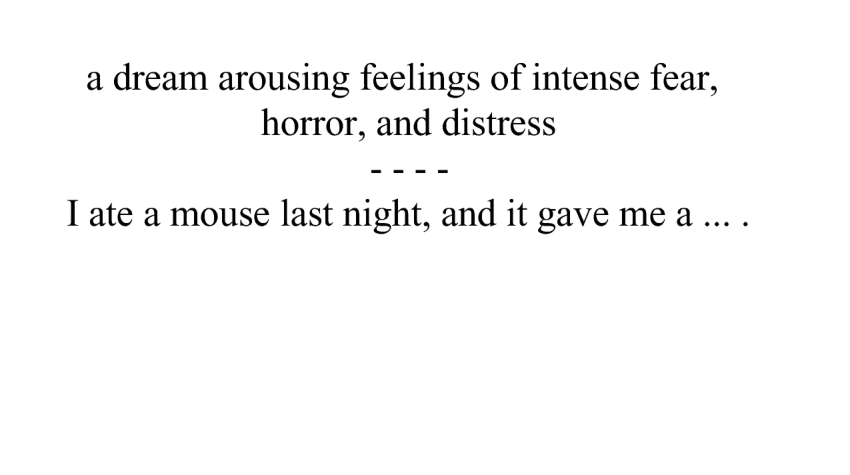 a dream arousing feelings of intense fear,
horror, and distress
- - - -
I ate a mouse last night, and it gave me a ... .